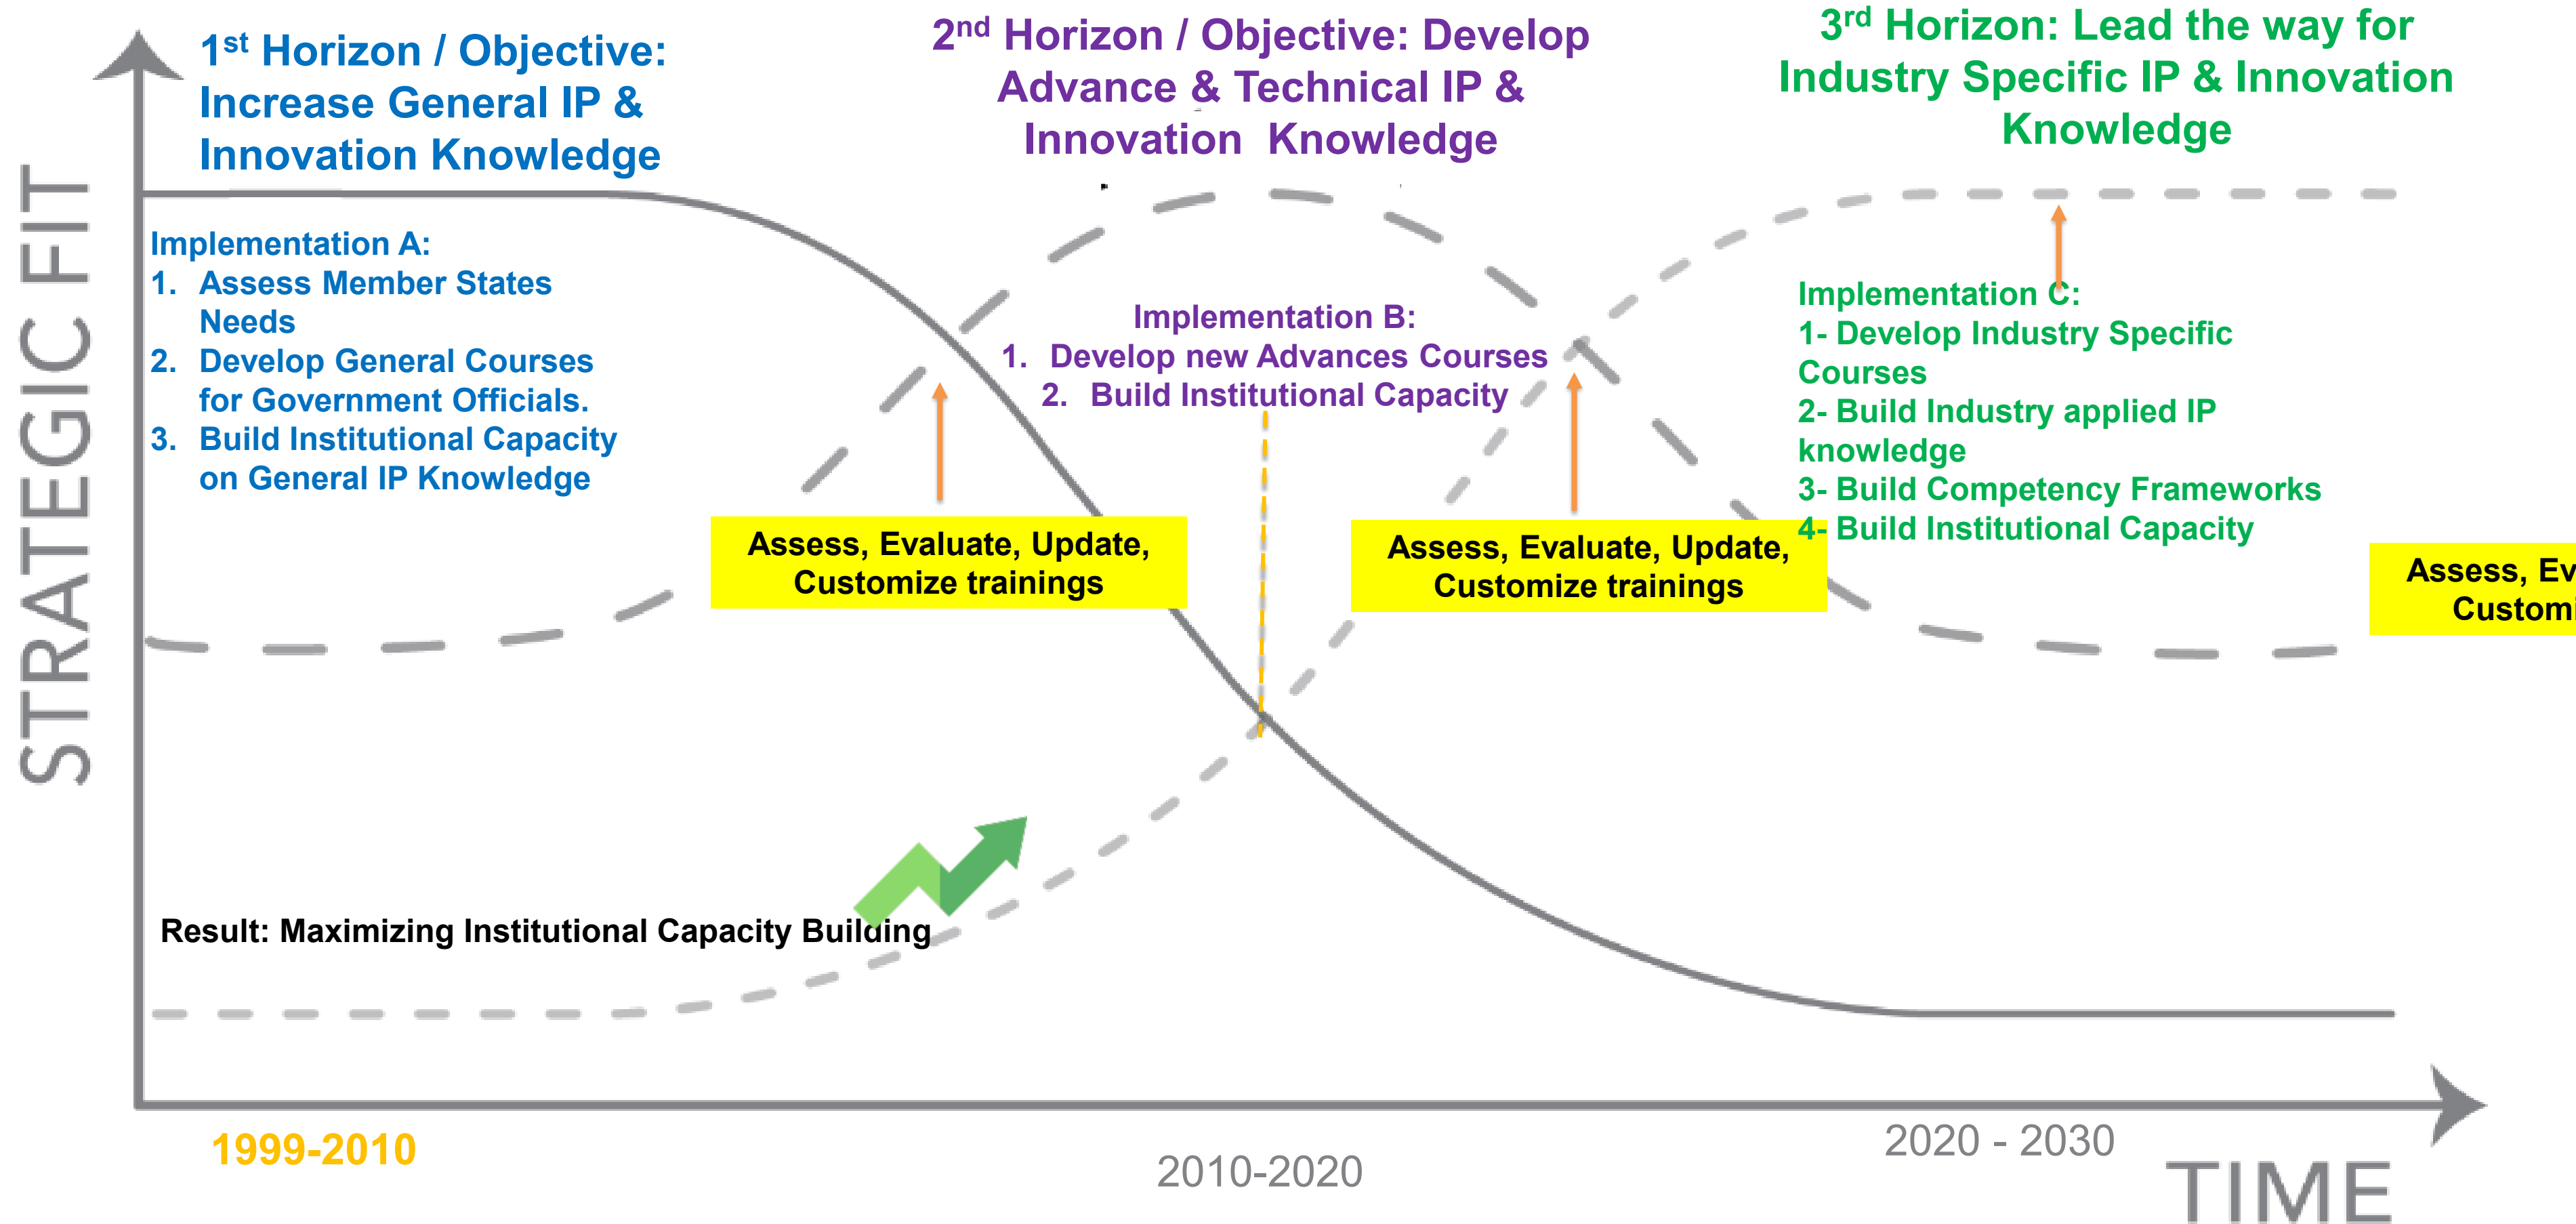 1st Horizon / Objective:
Increase General IP &
Innovation Knowledge
2nd Horizon / Objective: Develop
Advance & Technical IP &
Innovation Knowledge
3rd Horizon: Lead the way for
Industry Specific IP & Innovation
Knowledge
STRATEGIC FIT
Implementation A:
1. Assess Member States
Needs
2. Develop General Courses
for Government Officials.
3. Build Institutional Capacity
on General IP Knowledge
Implementation B:
1. Develop new Advances Courses
2. Build Institutional Capacity
Implementation C:
1- Develop Industry Specific
Courses
2- Build Industry applied IP
knowledge
3- Build Competency Frameworks
4- Build Institutional Capacity
Assess, Evaluate, Update,
Customize trainings
Assess, Evaluate, Update,
Customize trainings
Assess,
Result: Maximizing Institutional Capacity Building
1999-2010
2010-2020
2020 - 2030
TIME